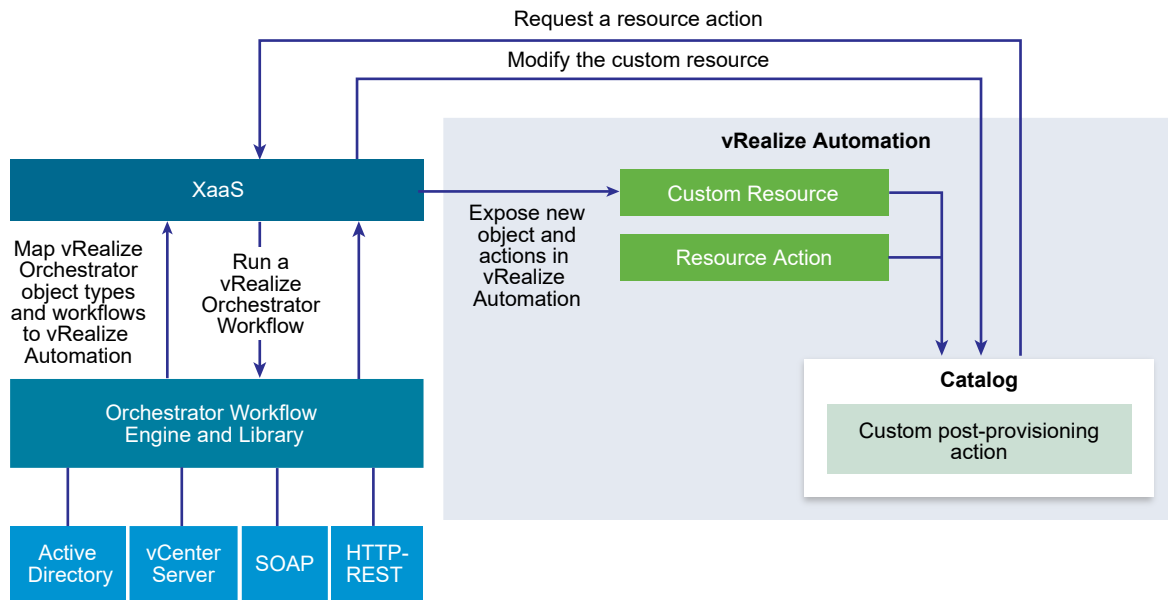 Request a resource action
Modify the custom resource
vRealize Automation
XaaS
Custom Resource
Resource Action
Expose new
object and
actions in
vRealize
Automation
Map vRealize
Orchestrator
object types
and workflows
to vRealize
Automation
Run a
vRealize
Orchestrator
Workflow
Catalog
Custom post-provisioning
action
Orchestrator Workflow
Engine and Library
Active
Directory
vCenter
Server
SOAP
HTTP-
REST